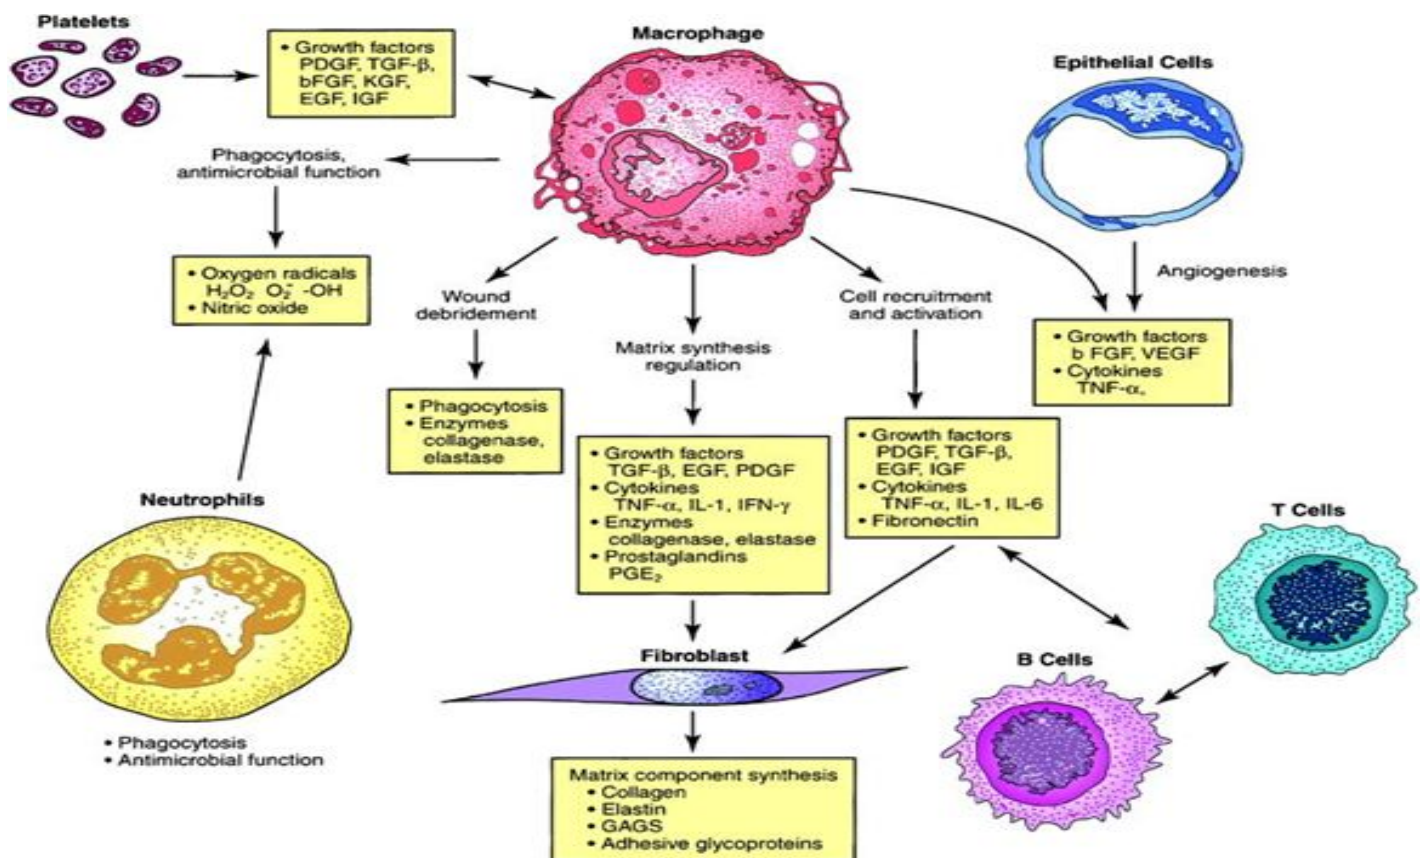 Platelets
• Growth factors
PDGF, TGF-β,
bFGF, KGF,
EGF, IGF
Macrophage
Epithelial Cells
Phagocytosis,
antimicrobial function
• Oxygen radicals
H₂O₂ O₂⁻ -OH
• Nitric oxide
Wound
debridement
• Phagocytosis
• Enzymes
collagenase,
elastase
Matrix synthesis
regulation
• Growth factors
TGF-β, EGF, PDGF
• Cytokines
TNF-α, IL-1, IFN-γ
• Enzymes
collagenase, elastase
• Prostaglandins
PGE₂
Cell recruitment
and activation
• Growth factors
PDGF, TGF-β,
EGF, IGF
• Cytokines
TNF-α, IL-1, IL-6
• Fibronectin
Angiogenesis
• Growth factors
b FGF, VEGF
• Cytokines
TNF-α,
Neutrophils
• Phagocytosis
• Antimicrobial function
Fibroblast
Matrix component synthesis
• Collagen
• Elastin
• GAGS
• Adhesive glycoproteins
B Cells
T Cells